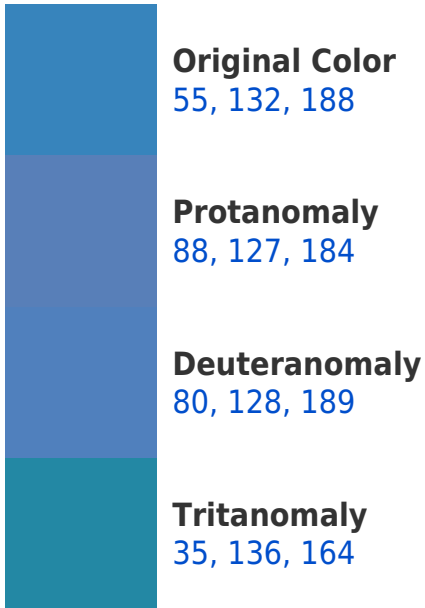 Original Color
55, 132, 188
Protanomaly
88, 127, 184
Deuteranomaly
80, 128, 189
Tritanomaly
35, 136, 164